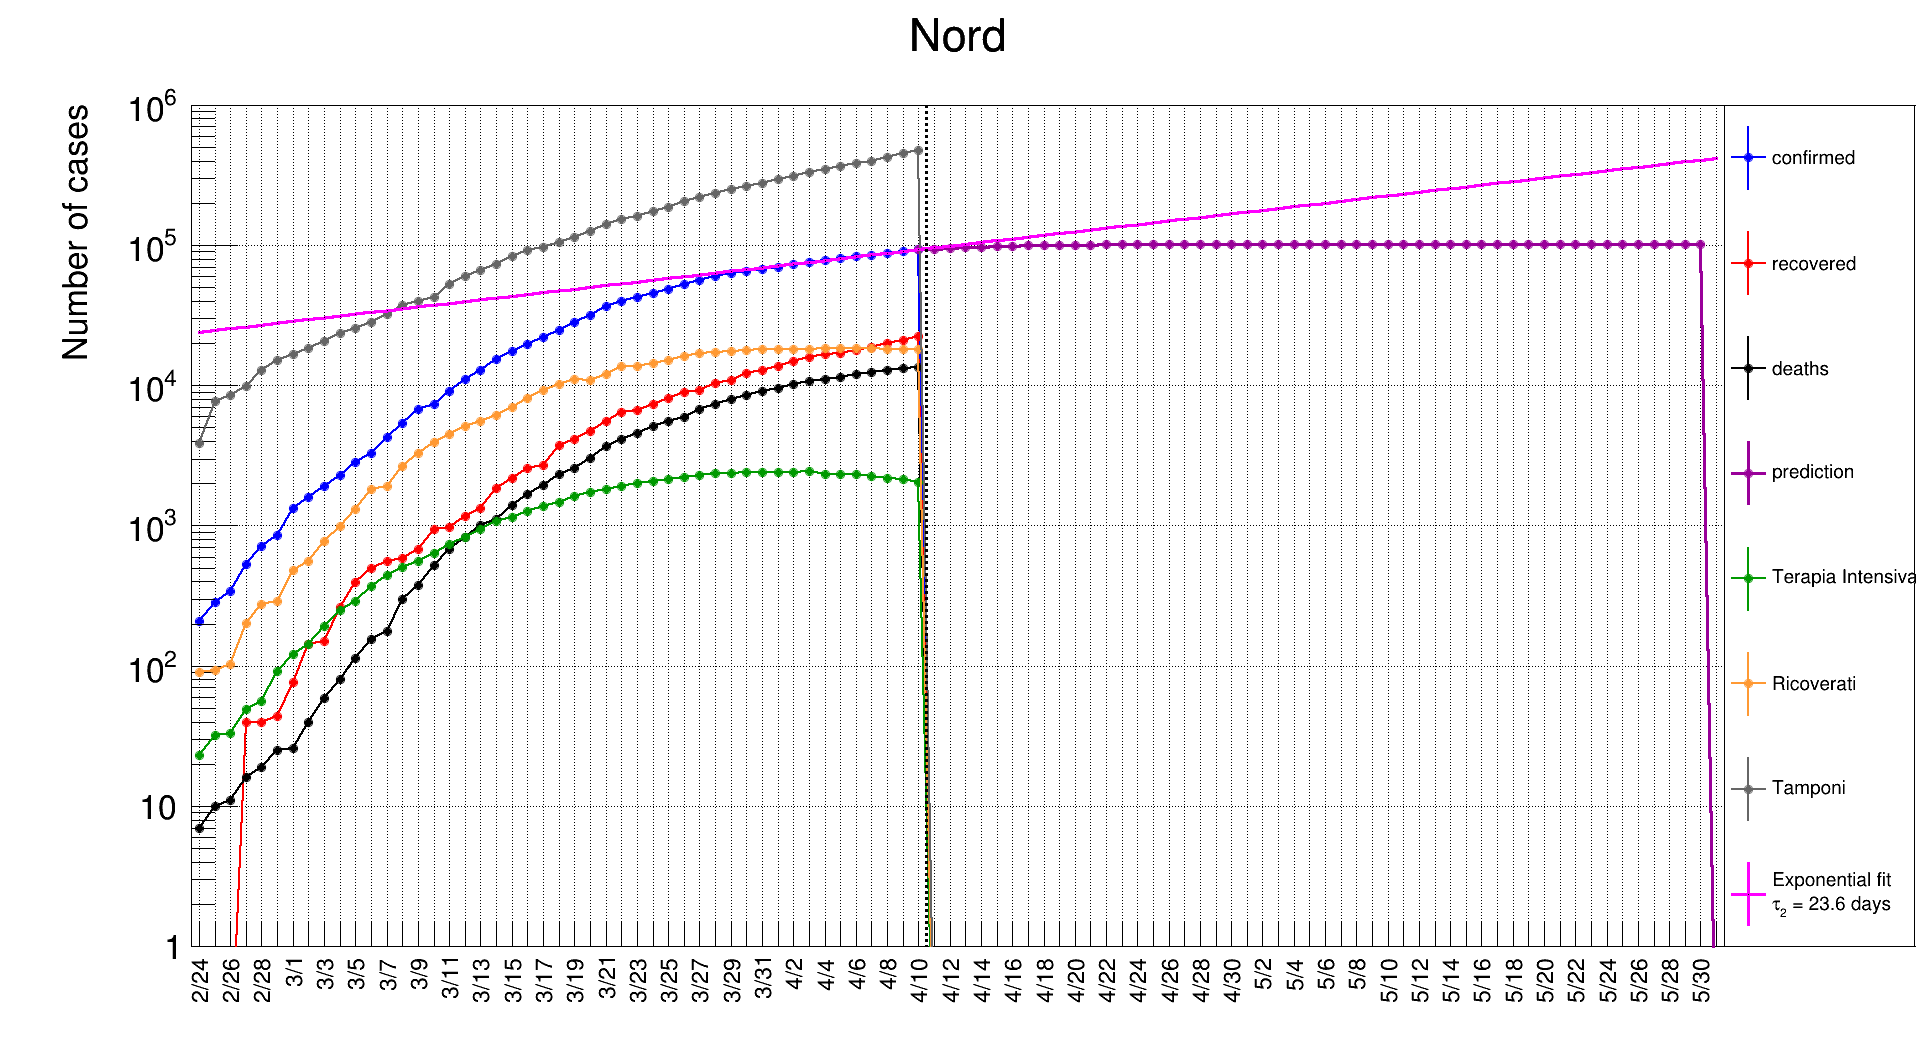 Nord
Number of cases
10^6
10^5
10^4
10^3
10^2
10
1
2/24 2/26 2/28 3/1 3/3 3/5 3/7 3/9 3/11 3/13 3/15 3/17 3/19 3/21 3/23 3/25 3/27 3/29 3/31 4/2 4/4 4/6 4/8 4/10 4/12 4/14 4/16 4/18 4/20 4/22 4/24 4/26 4/28 4/30 5/2 5/4 5/6 5/8 5/10 5/12 5/14 5/16 5/18 5/20 5/22 5/24 5/26 5/28 5/30
confirmed
recovered
deaths
prediction
Terapia Intensiva
Ricoverati
Tamponi
Exponential fit
τ₂ = 23.6 days